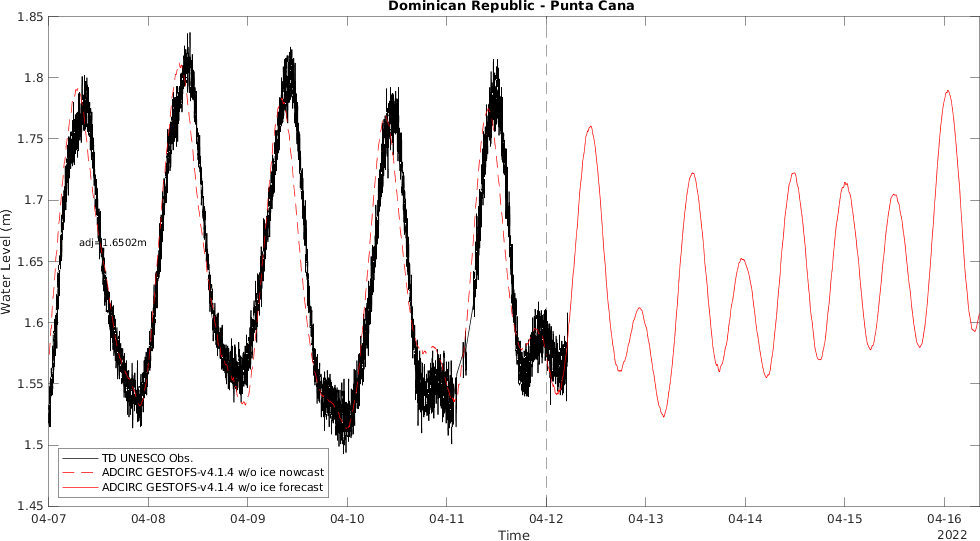 Dominican Republic - Punta Cana
1.85
1.8
1.75
1.7
1.65
1.6
1.55
1.5
1.45
Water Level (m)
adj=1.6502m
TD UNESCO Obs.
ADCIRC GESTOFS-v4.1.4 w/o ice nowcast
ADCIRC GESTOFS-v4.1.4 w/o ice forecast
04-07 04-08 04-09 04-10 04-11 04-12 04-13 04-14 04-15 04-16
Time
2022